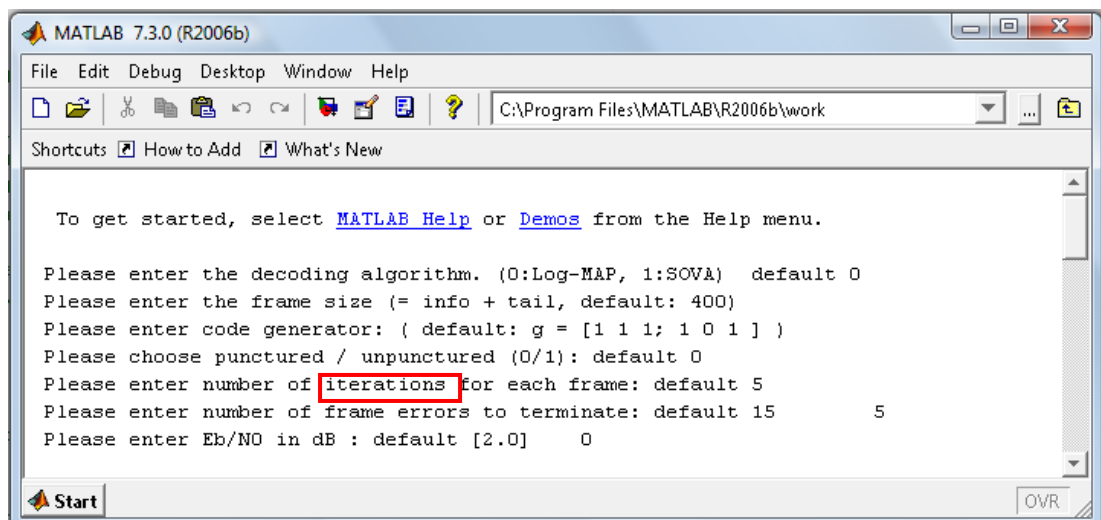 MATLAB 7.3.0 (R2006b)
File Edit Debug Desktop Window Help
C:\Program Files\MATLAB\R2006b\work
...
Shortcuts How to Add What's New
To get started, select MATLAB Help or Demos from the Help menu.
Please enter the decoding algorithm. (0:Log-MAP, 1:SOVA) default 0
Please enter the frame size (= info + tail, default: 400)
Please enter code generator: ( default: g = [1 1 1; 1 0 1 ] )
Please choose punctured / unpunctured (0/1): default 0
Please enter number of iterations for each frame: default 5
Please enter number of frame errors to terminate: default 15 5
Please enter Eb/N0 in dB : default [2.0] 0
Start
OVR